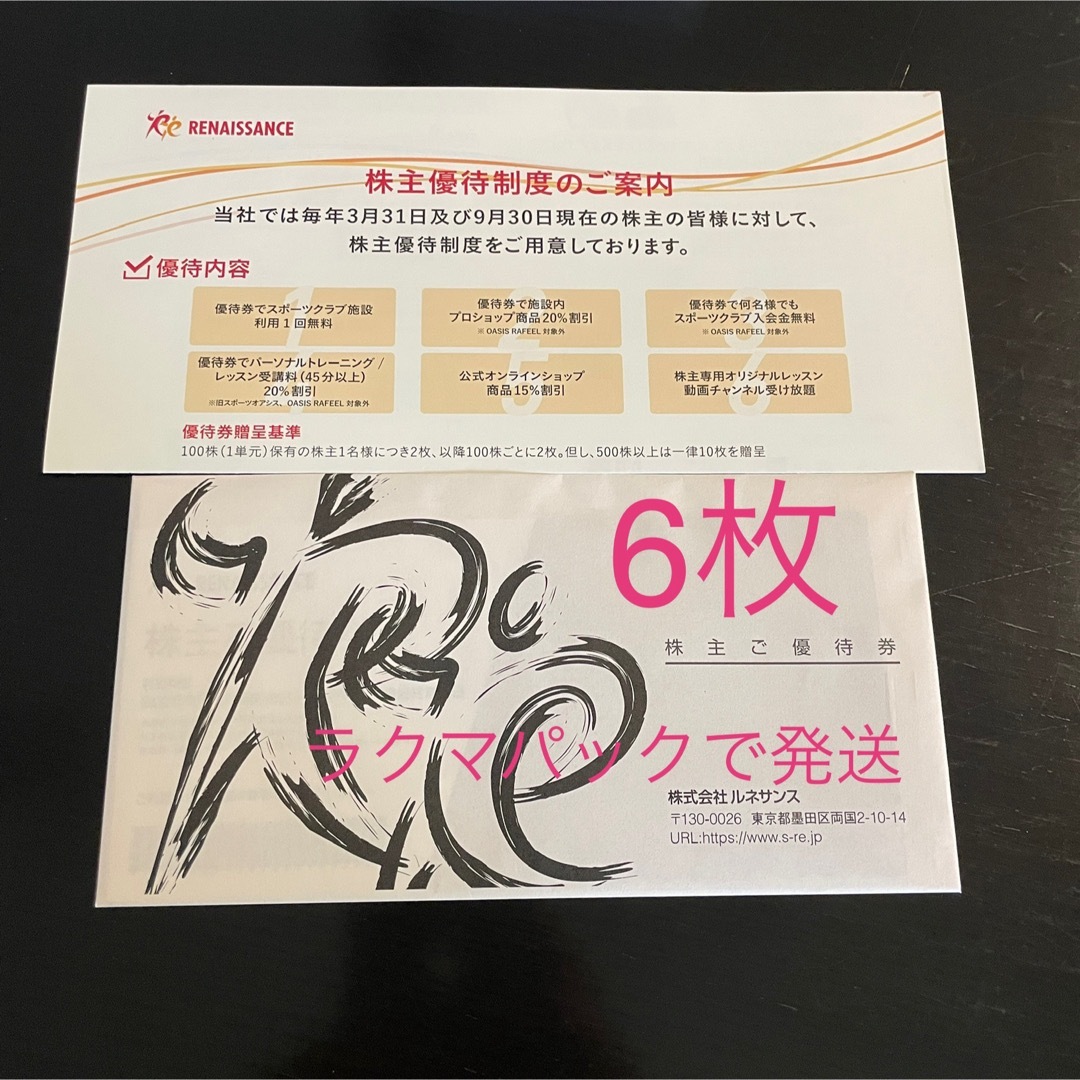 RENAISSANCE
株主優待制度のご案内
当社では毎年3月31日及び9月30日現在の株主の皆様に対して、
株主優待制度をご用意しております。
優待内容
優待券でスポーツクラブ施設
利用1回無料
優待券で施設内
プロショップ商品20%割引
※ OASIS RAFEEL 対象外
優待券で何名様でも
スポーツクラブ入会金無料
※ OASIS RAFEEL 対象外
優待券でパーソナルトレーニング/
レッスン受講料(45分以上)
20%割引
※旧スポーツオアシス、OASIS RAFEEL 対象外
公式オンラインショップ
商品15%割引
株主専用オリジナルレッスン
動画チャンネル受け放題
優待券贈呈基準
100株(1単元)保有の株主1名様につき2枚、以降100株ごとに2枚。但し、500株以上は一律10枚を贈呈
6枚
株主ご優待券
ラクマパックで発送
株式会社 ルネサンス
〒130-0026 東京都墨田区両国2-10-14
URL:https://www.s-re.jp